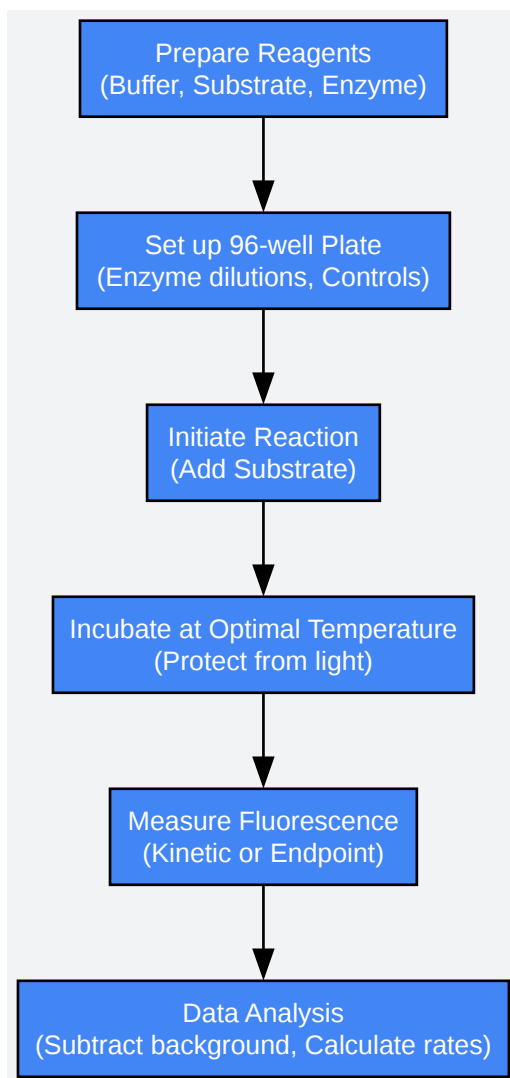 Prepare Reagents
(Buffer, Substrate, Enzyme)
Set up 96-well Plate
(Enzyme dilutions, Controls)
Initiate Reaction
(Add Substrate)
Incubate at Optimal Temperature
(Protect from light)
Measure Fluorescence
(Kinetic or Endpoint)
Data Analysis
(Subtract background, Calculate rates)